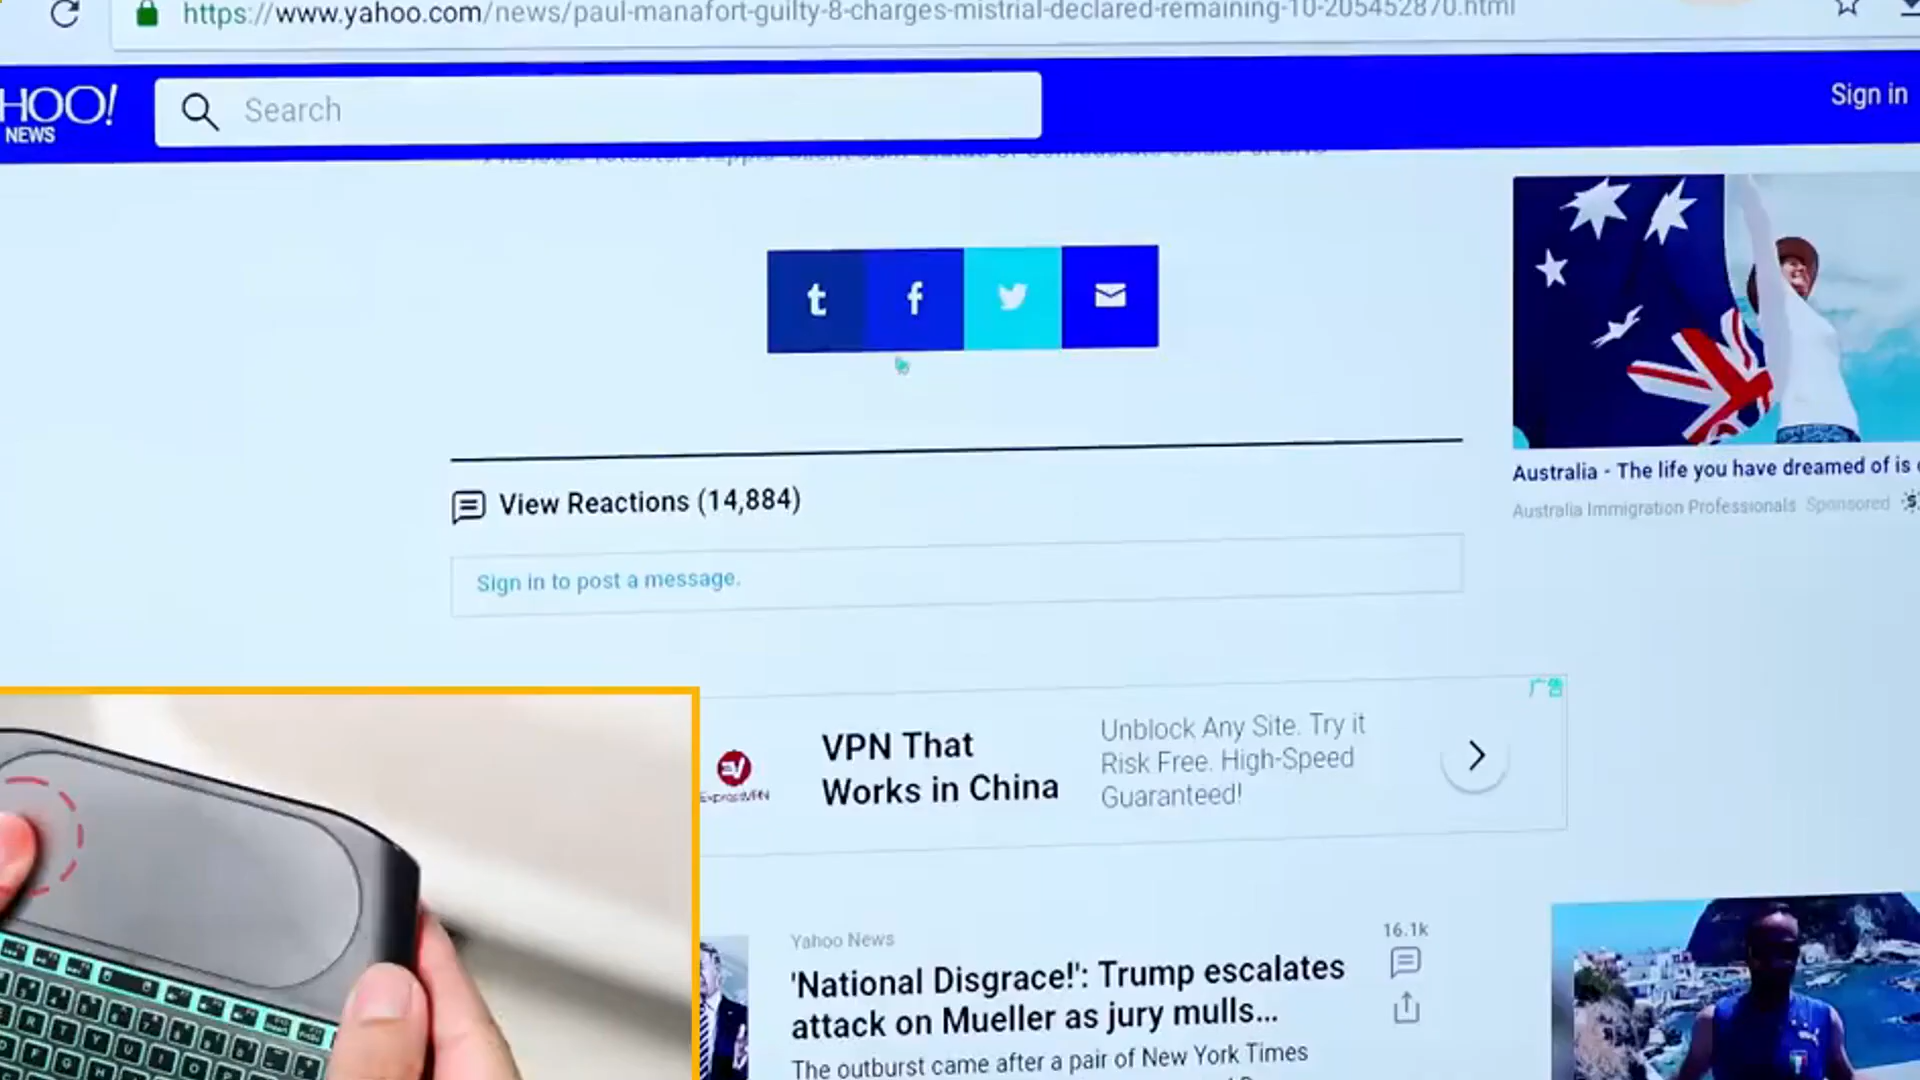 https://www.yahoo.com/news/paul-manafort-guilty-8-charges-mistrial-declared-remaining-10-205452870.html
HOO!
NEWS
Search
Sign in
t f
View Reactions (14,884)
Sign in to post a message.
Australia - The life you have dreamed of is
Australia Immigration Professionals Sponsored
广告
VPN That
Works in China
Unblock Any Site. Try it
Risk Free. High-Speed
Guaranteed!
EV
ExpressVPN
Yahoo News
16.1k
'National Disgrace!': Trump escalates
attack on Mueller as jury mulls...
The outburst came after a pair of New York Times